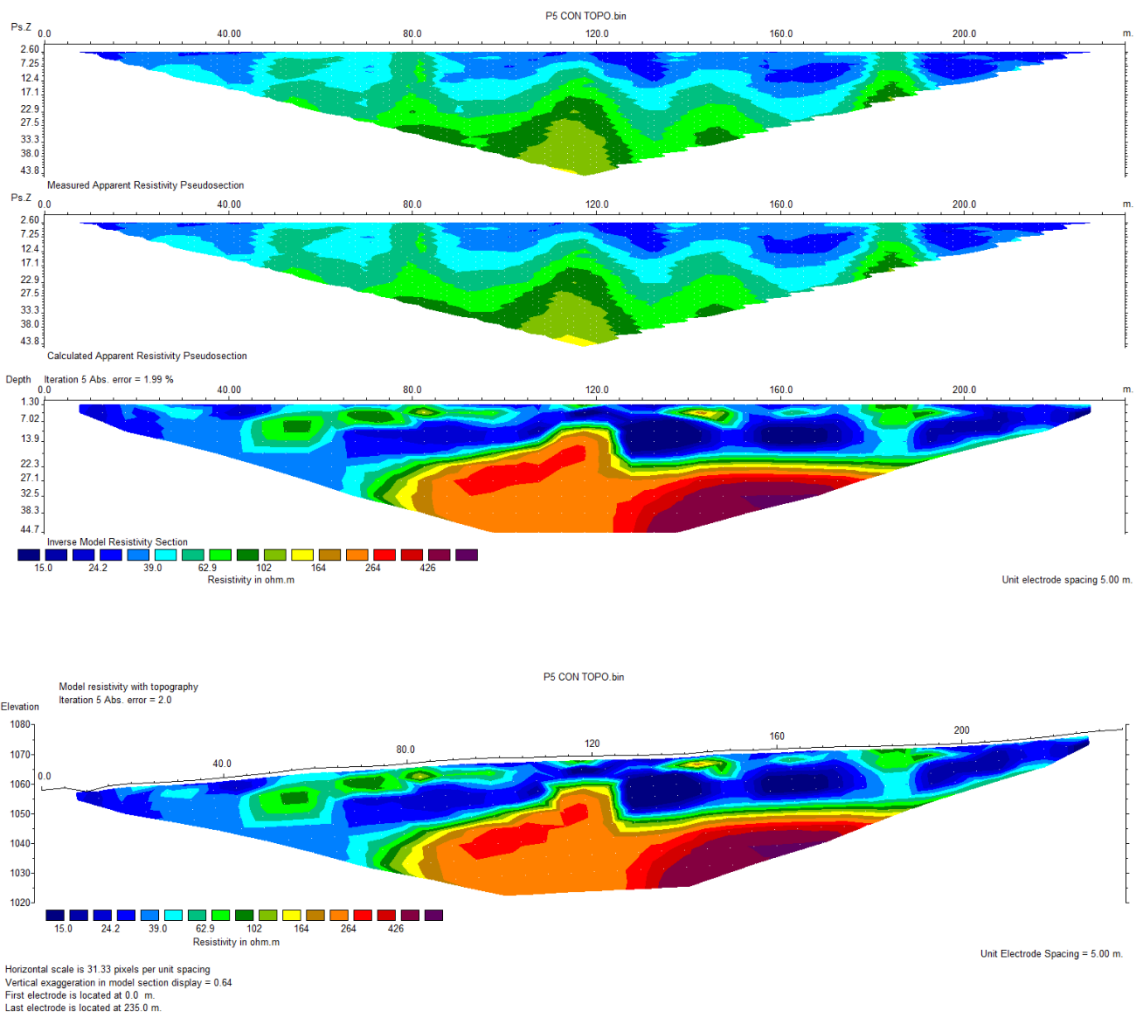 P5 CON TOPO.bin
Ps.Z 0.0 40.00 80.0 120.0 160.0 200.0 m.
2.60
7.25
12.4
17.1
22.9
27.5
33.3
38.0
43.8
Measured Apparent Resistivity Pseudosection
Ps.Z 0.0 40.00 80.0 120.0 160.0 200.0 m.
2.60
7.25
12.4
17.1
22.9
27.5
33.3
38.0
43.8
Calculated Apparent Resistivity Pseudosection
Depth Iteration 5 Abs. error = 1.99 %
0.0 40.00 80.0 120.0 160.0 200.0 m.
1.30
7.02
13.9
22.3
27.1
32.5
38.3
44.7
Inverse Model Resistivity Section
15.0 24.2 39.0 62.9 102 164 264 426
Resistivity in ohm.m
Unit electrode spacing 5.00 m.
P5 CON TOPO.bin
Model resistivity with topography
Iteration 5 Abs. error = 2.0
Elevation
1080
1070
1060
1050
1040
1030
1020
0.0 40.0 80.0 120 160 200
15.0 24.2 39.0 62.9 102 164 264 426
Resistivity in ohm.m
Unit Electrode Spacing = 5.00 m.
Horizontal scale is 31.33 pixels per unit spacing
Vertical exaggeration in model section display = 0.64
First electrode is located at 0.0 m.
Last electrode is located at 235.0 m.